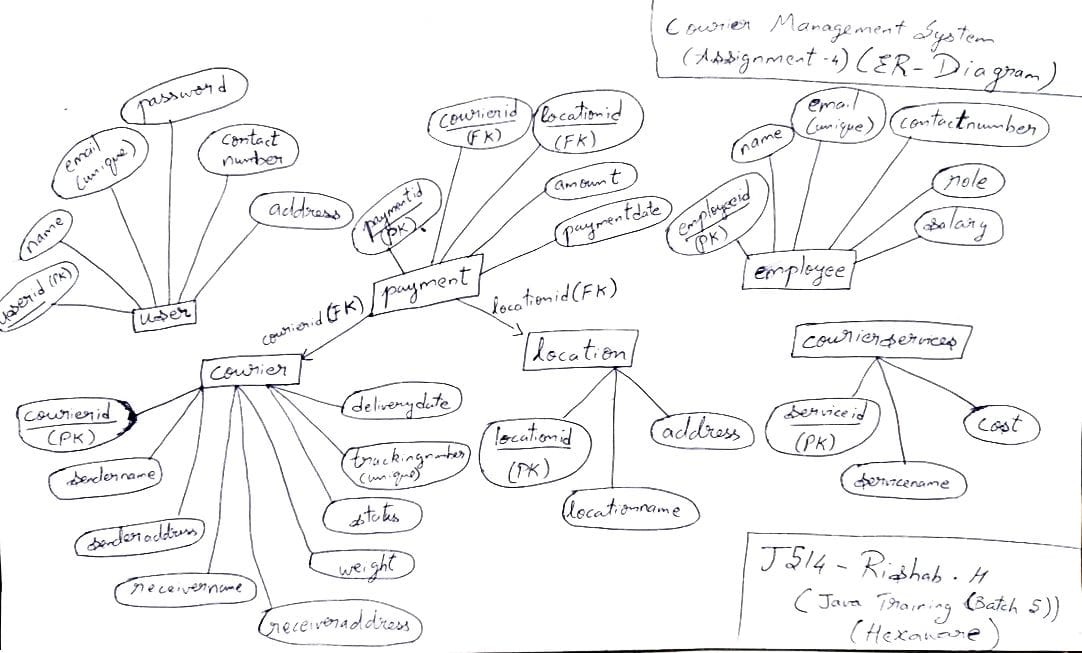 Courier Management System
(Assignment-4) (ER-Diagram)
password
email
(unique)
contact
number
name
address
userid (PK)
user
courierid
(FK)
locationid
(FK)
paymentid
(PK)
amount
paymentdate
payment
courierid (FK)
locationid (FK)
name
email
(unique)
contactnumber
employeeid
(PK)
role
salary
employee
courier
courierid
(PK)
sendername
senderaddress
receivername
receiveraddress
weight
status
trackingnumber
(unique)
deliverydate
location
locationid
(PK)
locationname
address
courierservices
serviceid
(PK)
servicename
cost
J514 - Rishab. H
(Java Training (Batch 5))
(Hexaware)